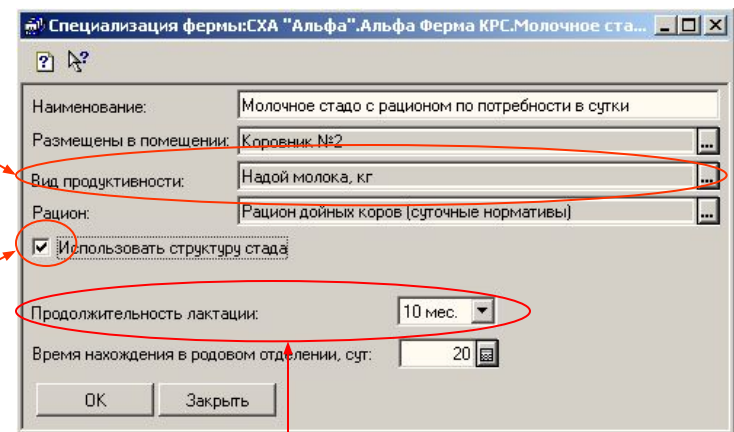 Специализация фермы:СХА "Альфа".Альфа Ферма КРС.Молочное ста...
Наименование: Молочное стадо с рационом по потребности в сутки
Размещены в помещении: Коровник №2 ...
Вид продуктивности: Надой молока, кг ...
Рацион: Рацион дойных коров (суточные нормативы) ...
Использовать структуру стада
Продолжительность лактации: 10 мес.
Время нахождения в родовом отделении, сут: 20
OK Закрыть